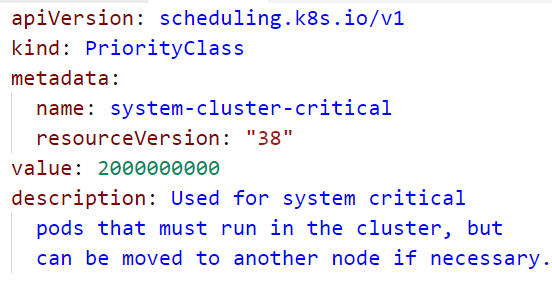 apiVersion: scheduling.k8s.io/v1
kind: PriorityClass
metadata:
  name: system-cluster-critical
  resourceVersion: "38"
value: 2000000000
description: Used for system critical
  pods that must run in the cluster, but
  can be moved to another node if necessary.